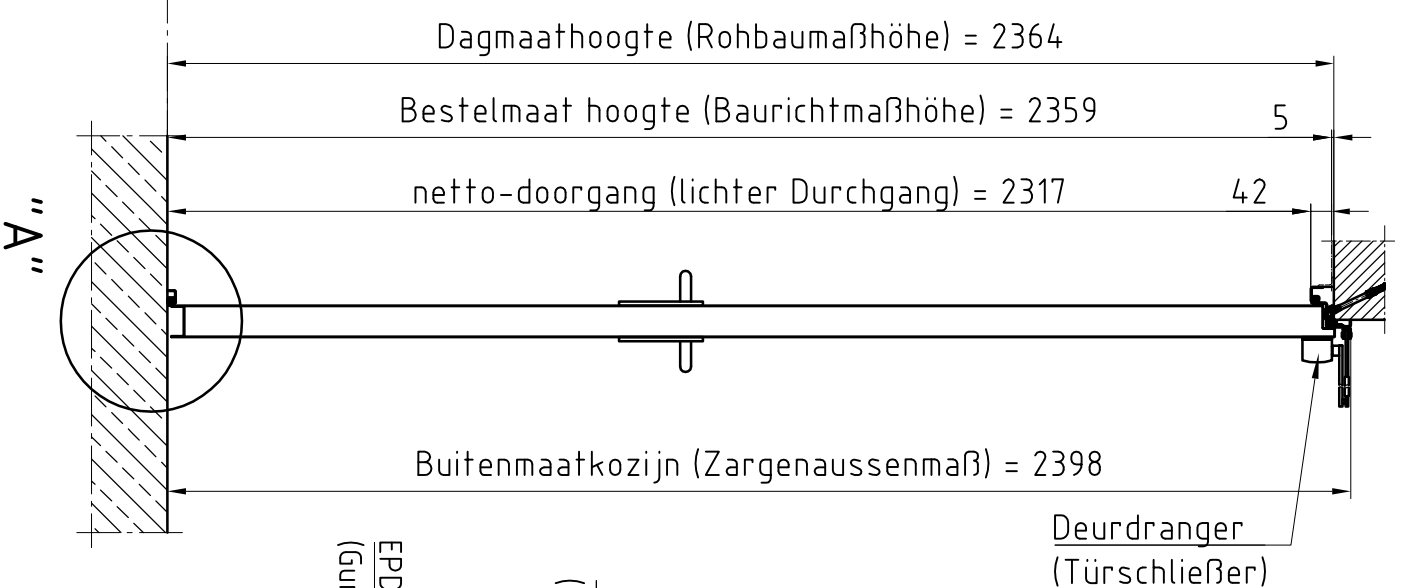 Dagmaathoogte (Rohbaumaßhöhe) = 2364
Bestelmaat hoogte (Baurichtmaßhöhe) = 2359
5
netto-doorgang (lichter Durchgang) = 2317
42
"A"
Buitenmaatkozijn (Zargenaussenmaß) = 2398
Deurdranger
(Türschließer)